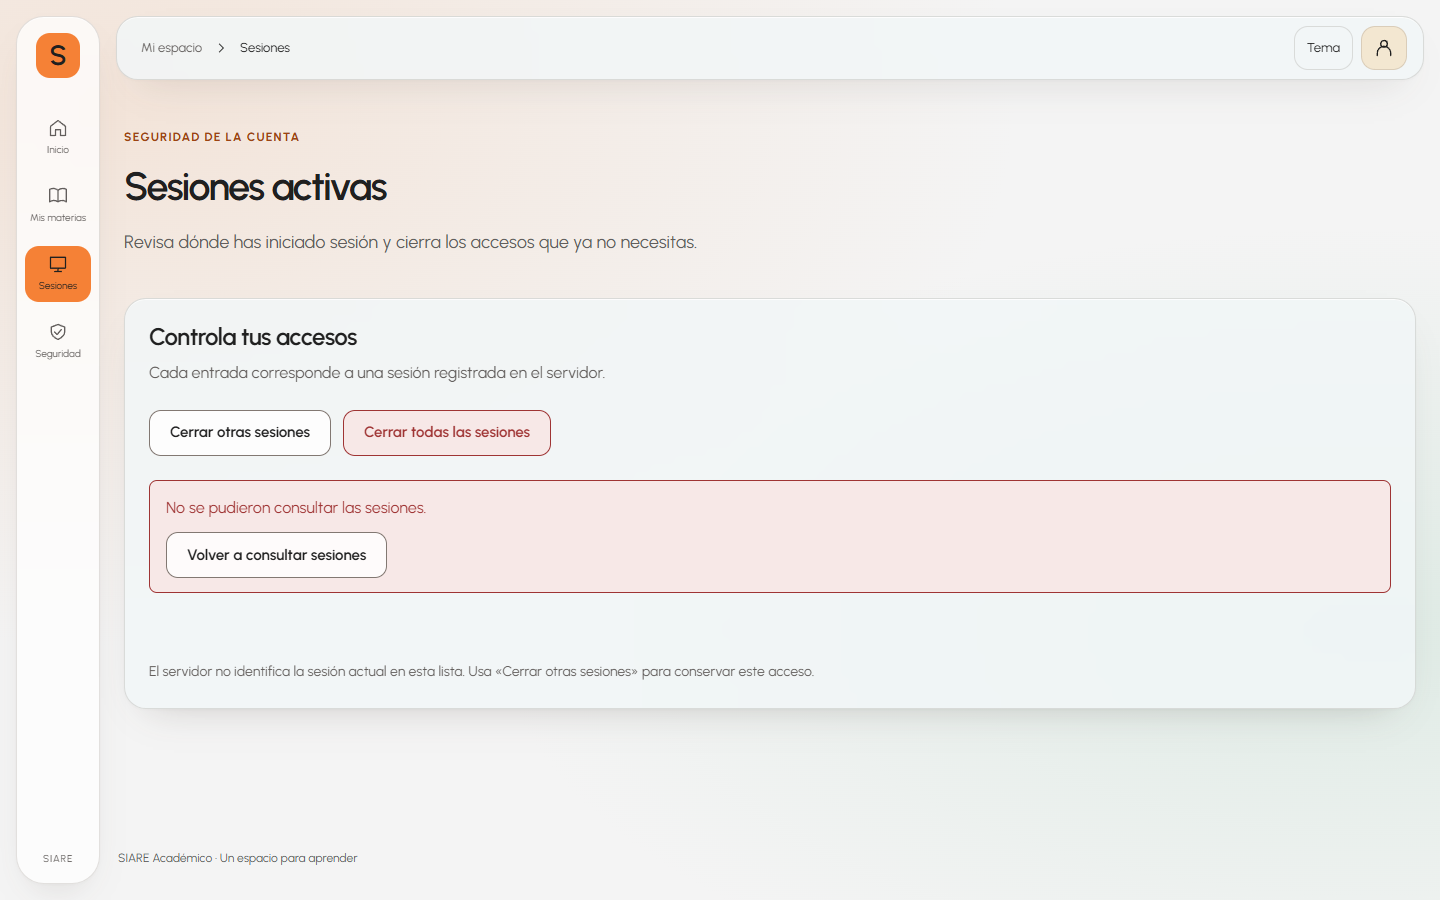 S
Inicio
Mis materias
Sesiones
Seguridad
SIARE
Mi espacio > Sesiones
Tema
SEGURIDAD DE LA CUENTA
Sesiones activas
Revisa dónde has iniciado sesión y cierra los accesos que ya no necesitas.
Controla tus accesos
Cada entrada corresponde a una sesión registrada en el servidor.
Cerrar otras sesiones
Cerrar todas las sesiones
No se pudieron consultar las sesiones.
Volver a consultar sesiones
El servidor no identifica la sesión actual en esta lista. Usa «Cerrar otras sesiones» para conservar este acceso.
SIARE Académico · Un espacio para aprender